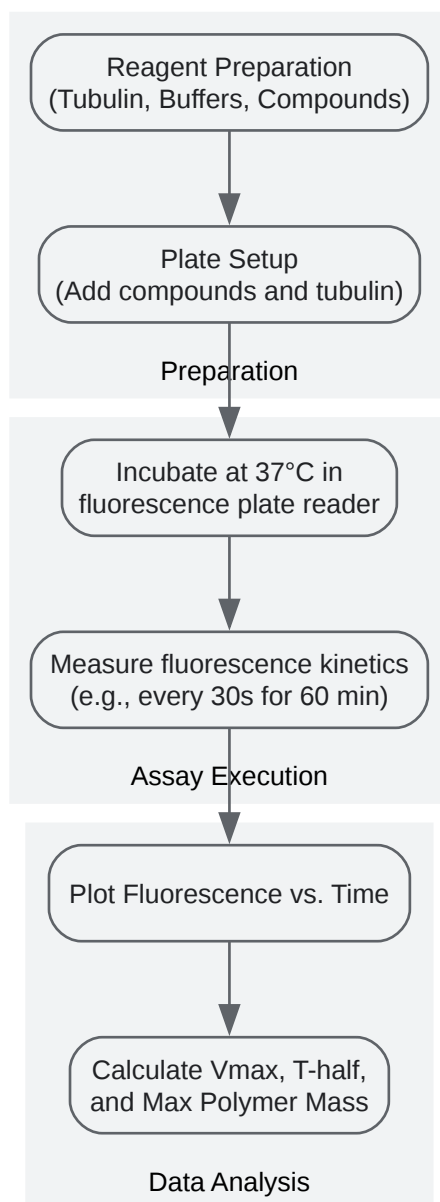 Reagent Preparation
(Tubulin, Buffers, Compounds)
Plate Setup
(Add compounds and tubulin)
Preparation
Incubate at 37°C in
fluorescence plate reader
Measure fluorescence kinetics
(e.g., every 30s for 60 min)
Assay Execution
Plot Fluorescence vs. Time
Calculate Vmax, T-half,
and Max Polymer Mass
Data Analysis